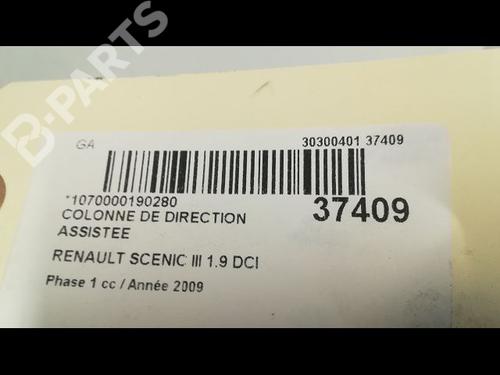 B-PARTS
GA
30300401 37409
*1070000190280
37409
COLONNE DE DIRECTION
ASSISTEE
RENAULT SCENIC III 1.9 DCI
Phase 1 cc / Année 2009